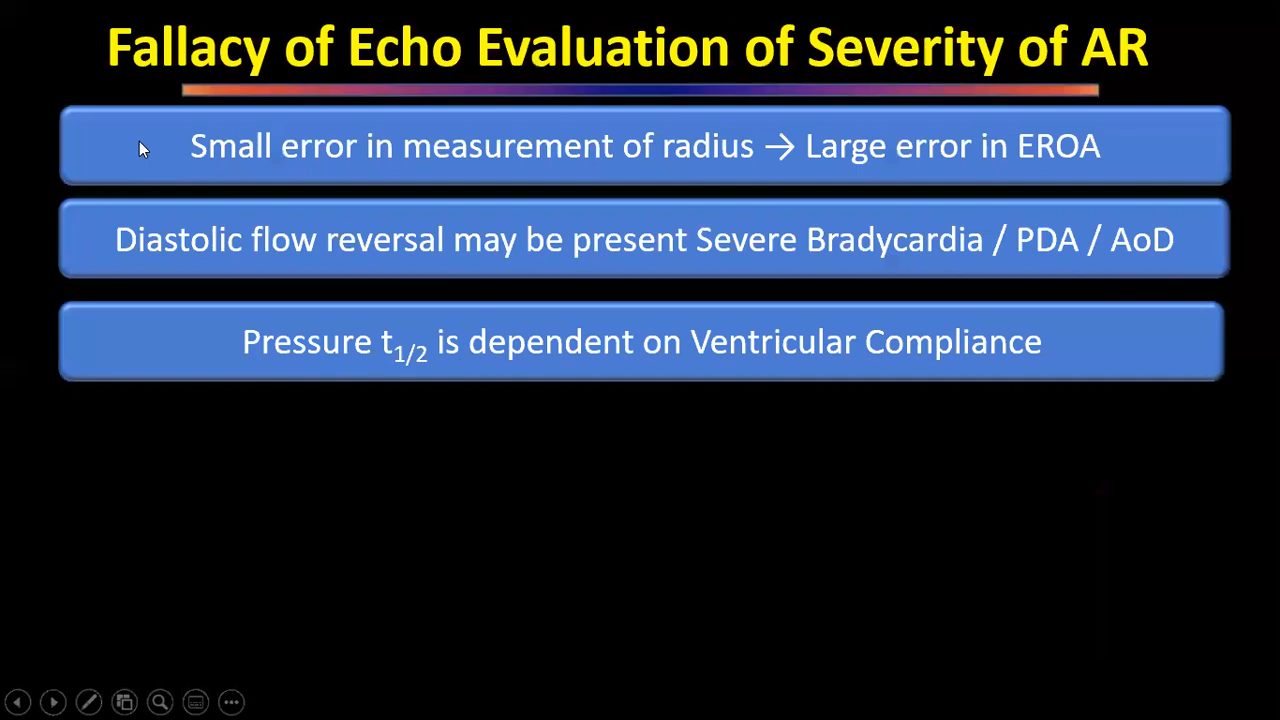 Fallacy of Echo Evaluation of Severity of AR
Small error in measurement of radius → Large error in EROA
Diastolic flow reversal may be present Severe Bradycardia / PDA / AoD
Pressure t1/2 is dependent on Ventricular Compliance